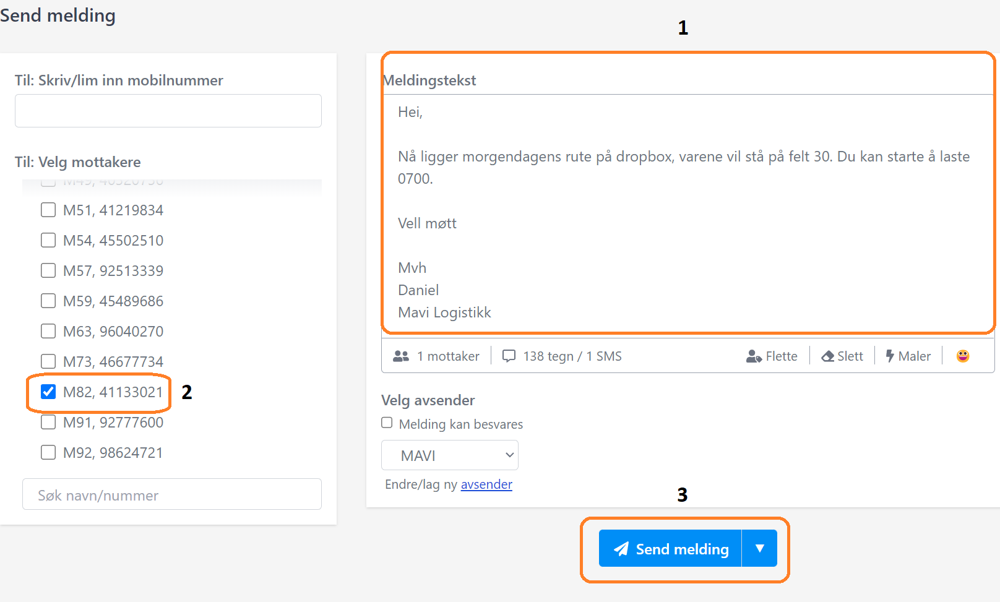 Send melding
1
Til: Skriv/lim inn mobilnummer
Til: Velg mottakere
M51, 41219834
M54, 45502510
M57, 92513339
M59, 45489686
M63, 96040270
M73, 46677734
M82, 41133021
2
M91, 92777600
M92, 98624721
Søk navn/nummer
Meldingstekst
Hei,
Nå ligger morgendagens rute på dropbox, varene vil stå på felt 30. Du kan starte å laste
0700.
Vell møtt
Mvh
Daniel
Mavi Logistikk
1 mottaker
138 tegn / 1 SMS
Flette
Slett
Maler
Velg avsender
Melding kan besvares
MAVI
Endre/lag ny avsender
3
Send melding